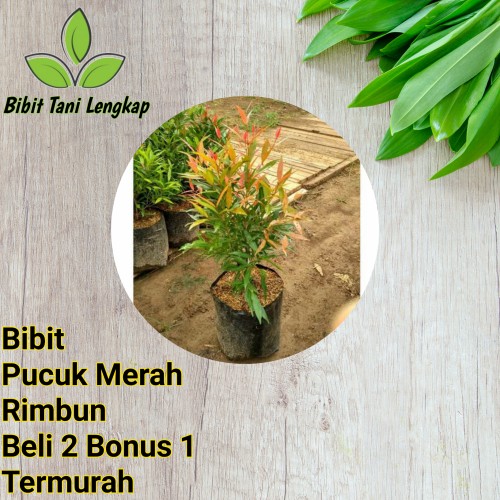 Bibit Tani Lengkap
Bibit
Pucuk Merah
Rimbun
Beli 2 Bonus 1
Termurah